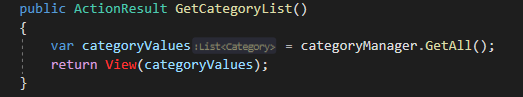 public ActionResult GetCategoryList()
{
var categoryValues :List<Category> = categoryManager.GetAll();
return View(categoryValues);
}